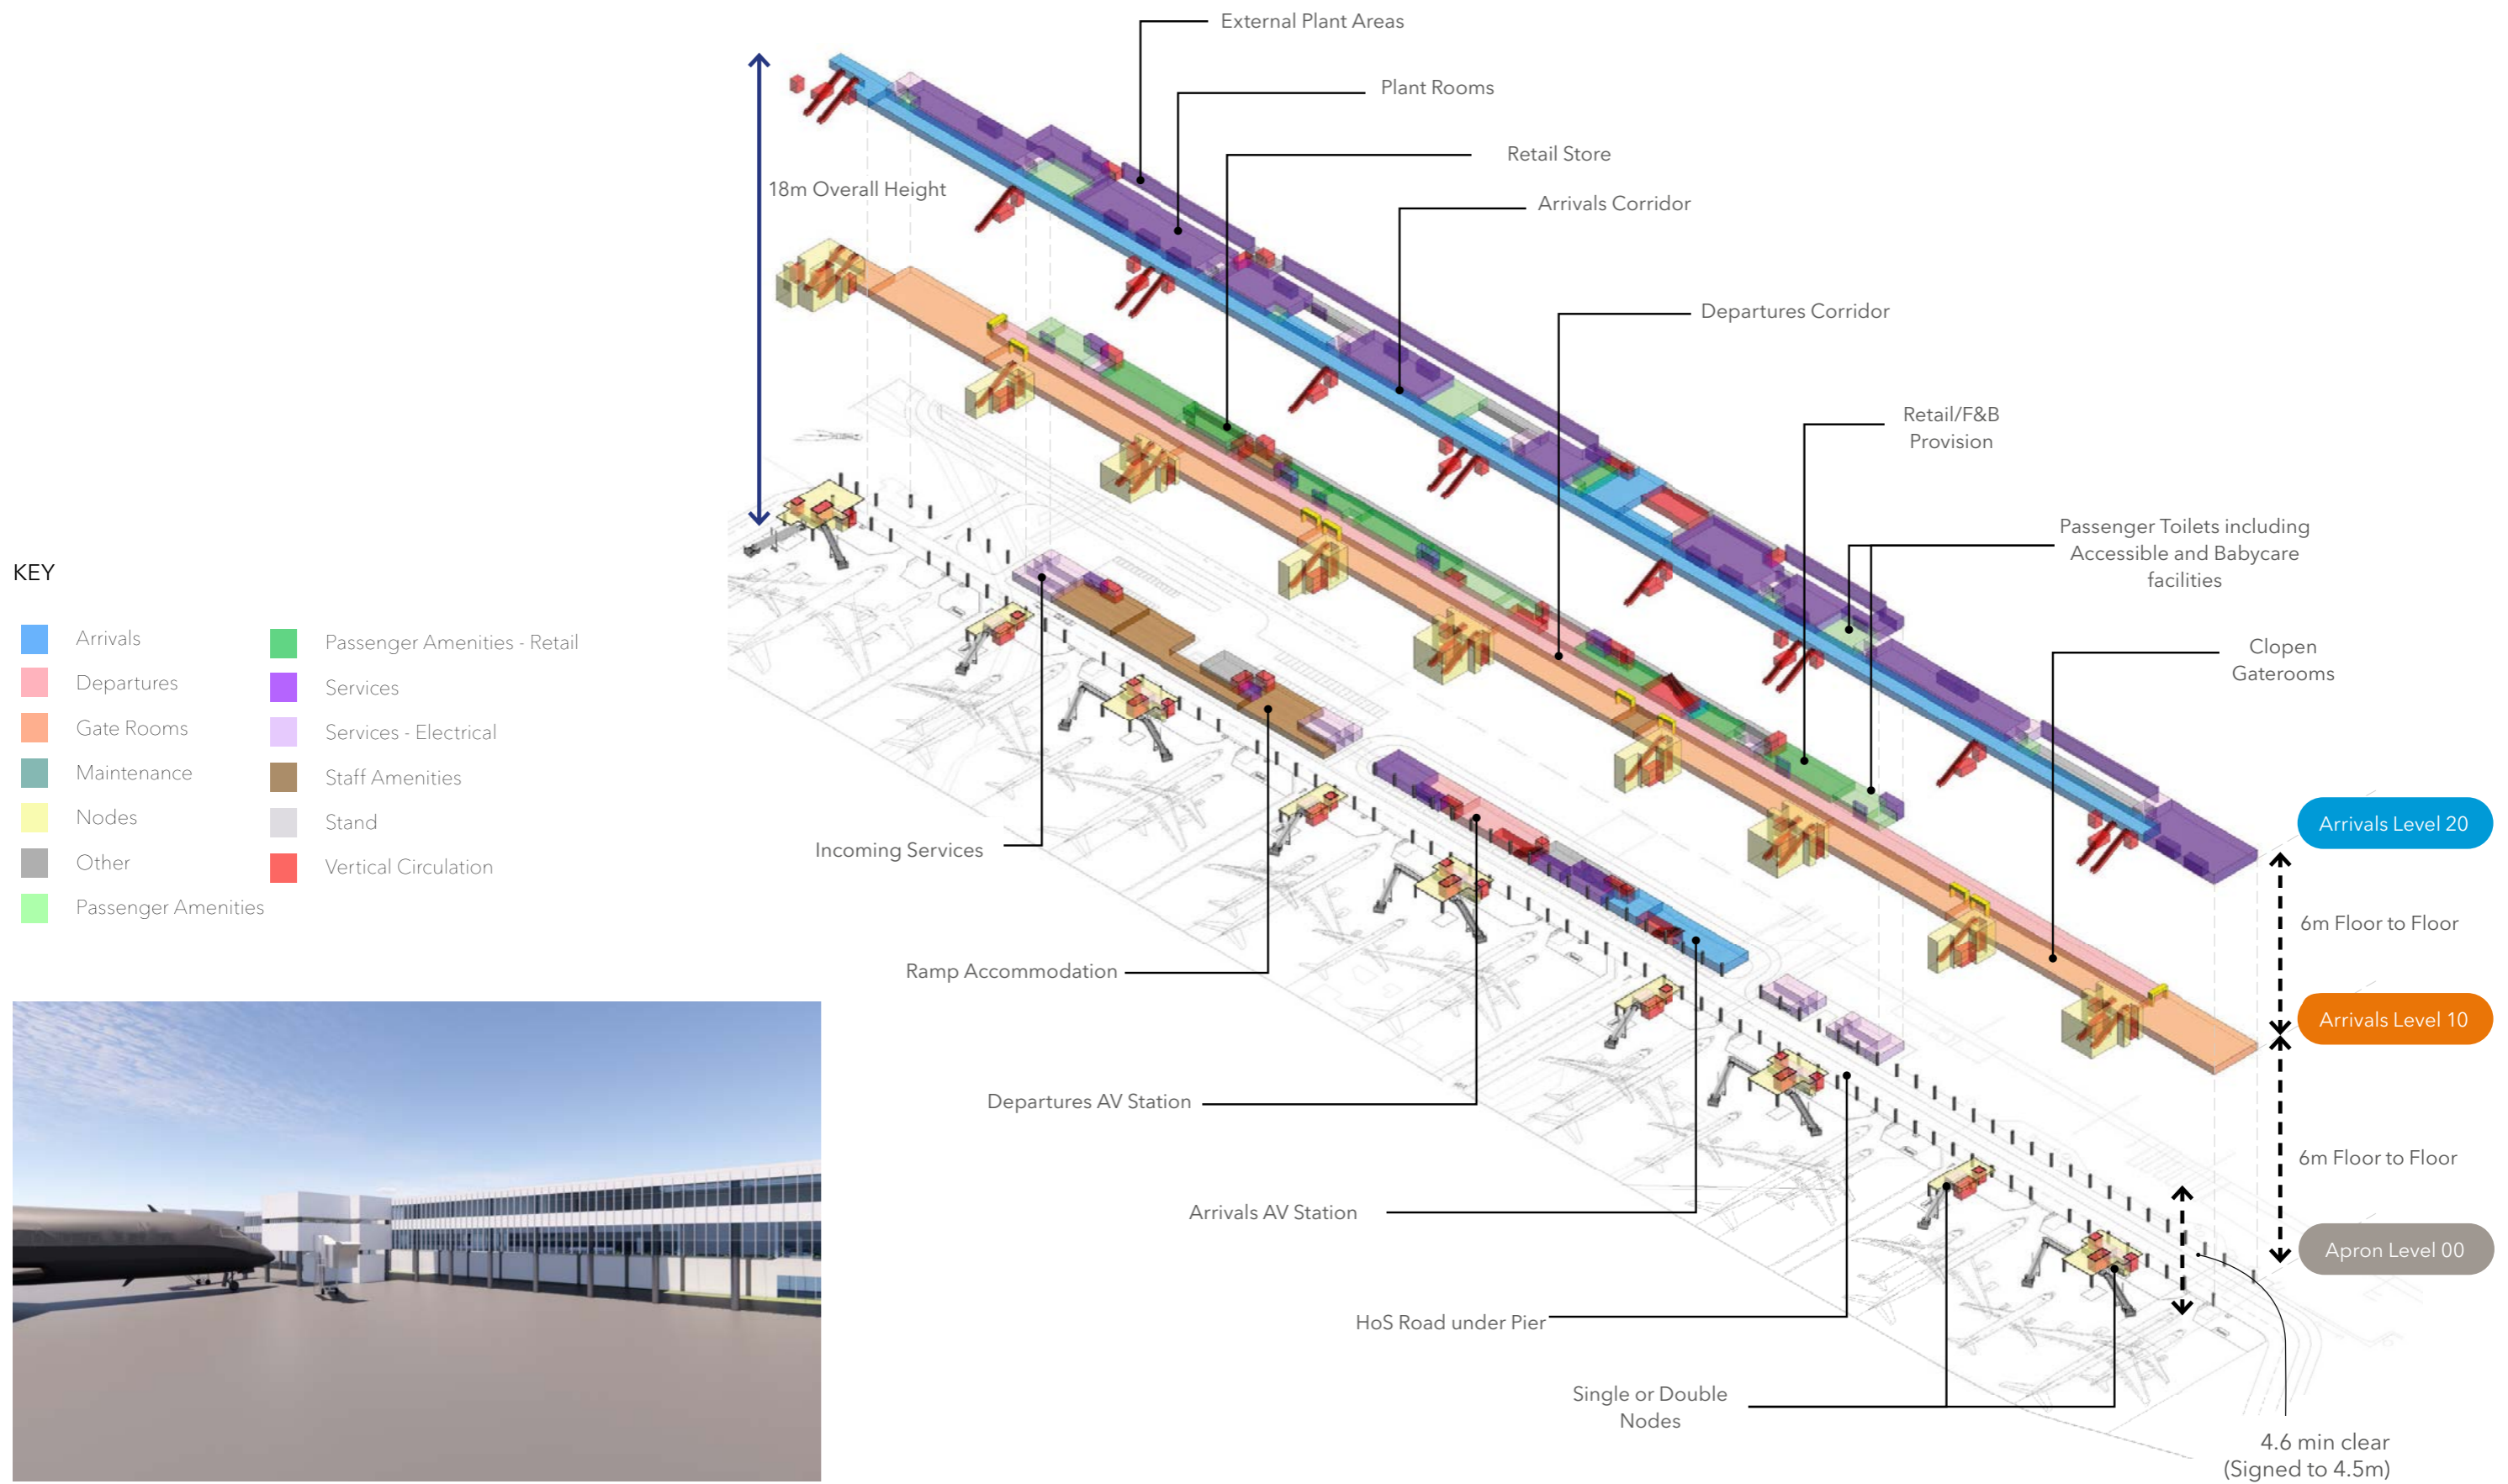 External Plant Areas
Plant Rooms
Retail Store
18m Overall Height
Arrivals Corridor
Departures Corridor
Retail/F&B
Provision
Passenger Toilets including
Accessible and Babycare
facilities
Clopen
Gaterooms
KEY
Arrivals
Departures
Gate Rooms
Maintenance
Nodes
Other
Passenger Amenities
Passenger Amenities - Retail
Services
Services - Electrical
Staff Amenities
Stand
Vertical Circulation
Incoming Services
Ramp Accommodation
Departures AV Station
Arrivals AV Station
HoS Road under Pier
Single or Double
Nodes
Arrivals Level 20
6m Floor to Floor
Arrivals Level 10
6m Floor to Floor
Apron Level 00
4.6 min clear
(Signed to 4.5m)